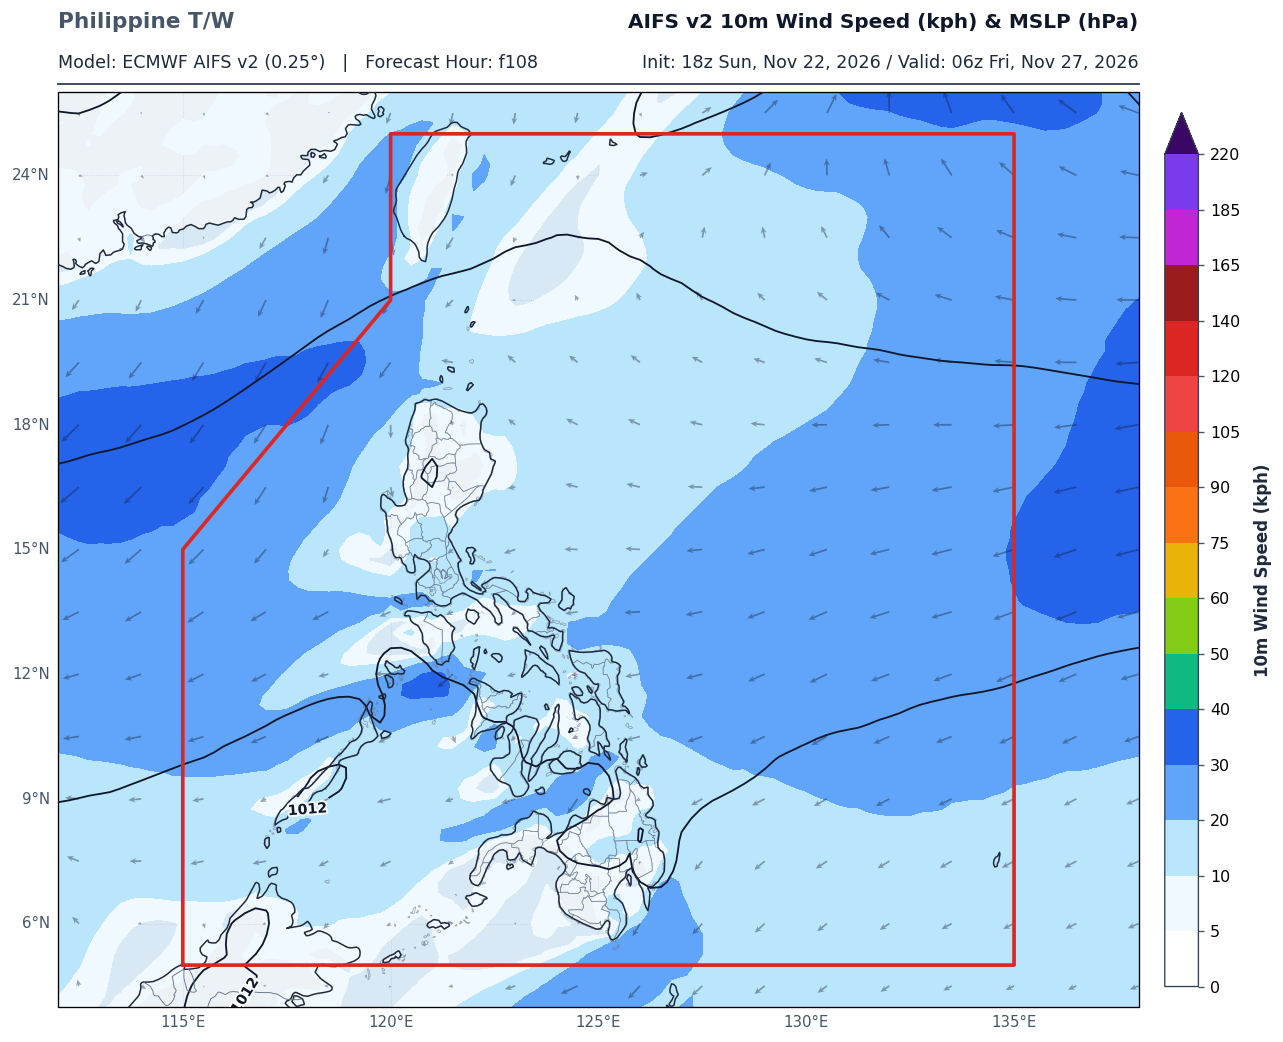 Philippine T/W
AIFS v2 10m Wind Speed (kph) & MSLP (hPa)
Model: ECMWF AIFS v2 (0.25°) | Forecast Hour: f108
Init: 18z Sun, Nov 22, 2026 / Valid: 06z Fri, Nov 27, 2026
24°N
21°N
18°N
15°N
12°N
9°N
6°N
1012
1012
115°E
120°E
125°E
130°E
135°E
220
185
165
140
120
105
90
75
60
50
40
30
20
10
5
0
10m Wind Speed (kph)